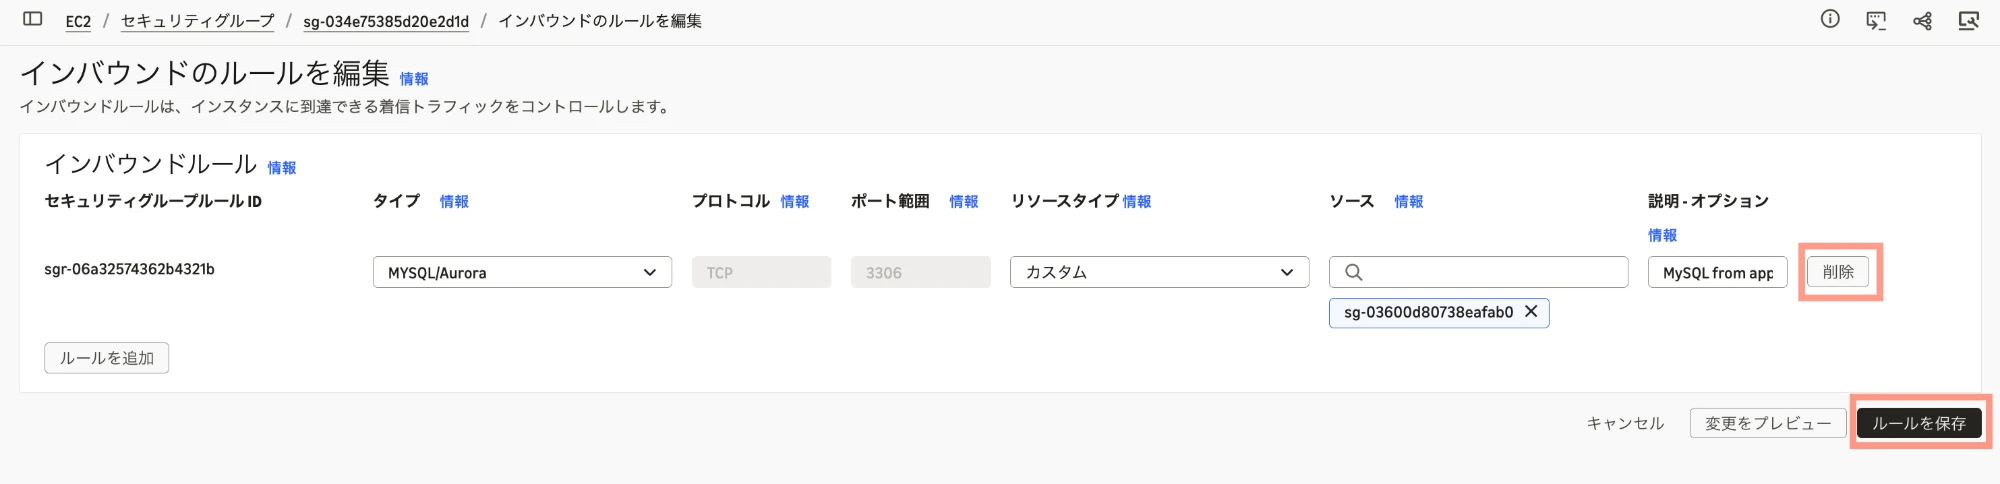 EC2 / セキュリティグループ / sg-034e75385d20e2d1d / インバウンドのルールを編集
インバウンドのルールを編集 情報
インバウンドルールは、インスタンスに到達できる着信トラフィックをコントロールします。
インバウンドルール 情報
セキュリティグループルール ID タイプ 情報 プロトコル 情報 ポート範囲 情報 リソースタイプ 情報 ソース 情報 説明 - オプション
情報
sgr-06a32574362b4321b MYSQL/Aurora TCP 3306 カスタム MySQL from app 削除
sg-03600d80738eafab0
ルールを追加
キャンセル 変更をプレビュー ルールを保存